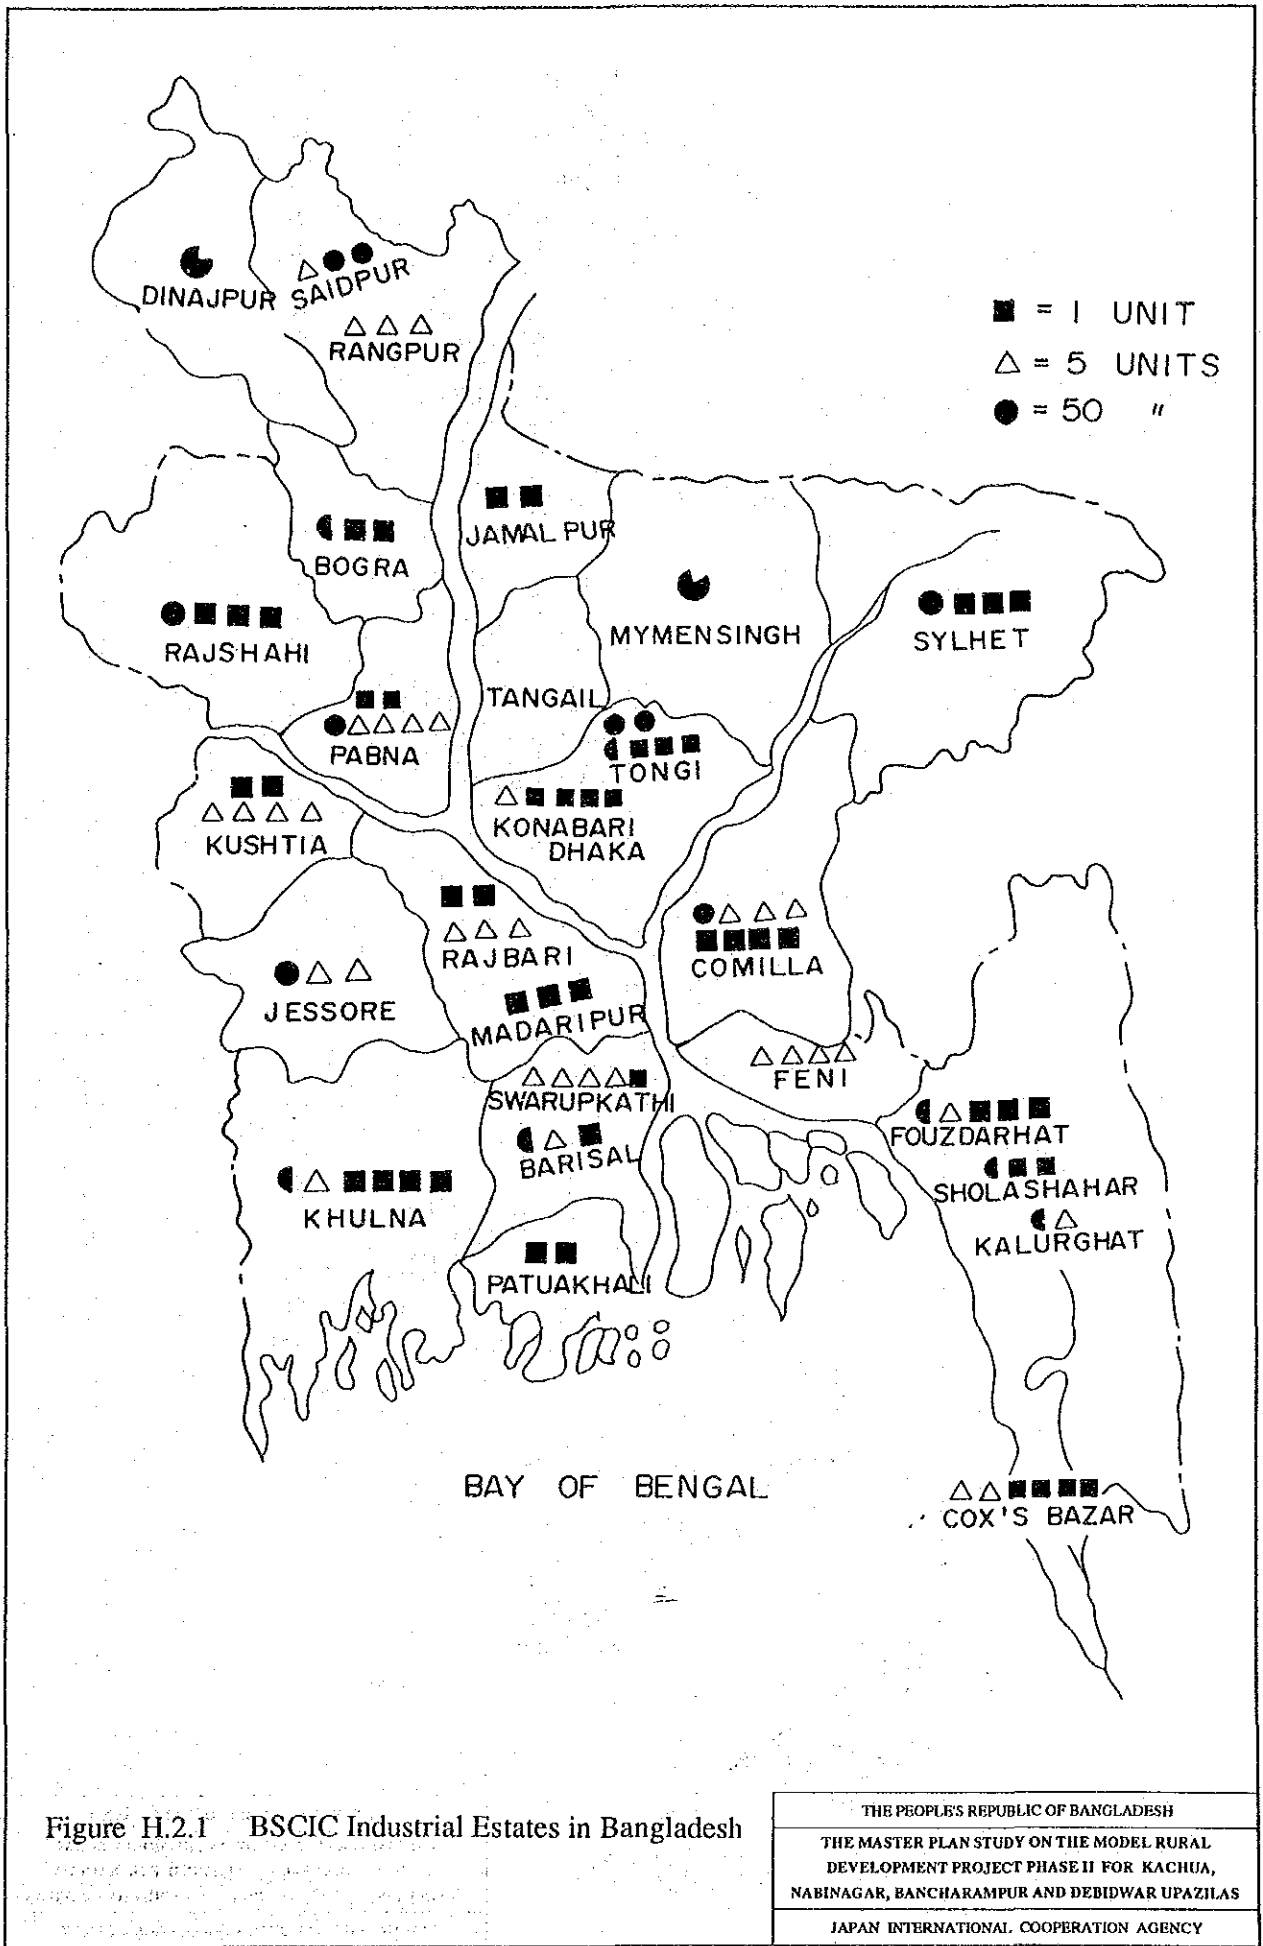 DINAJPUR
SAIDPUR
RANGPUR
■ = 1 UNIT
△ = 5 UNITS
● = 50 "
JAMALPUR
BOGRA
MYMENSINGH
SYLHET
RAJSHAHI
TANGAIL
PABNA
TONGI
KUSHTIA
KONABARI
DHAKA
RAJBARI
COMILLA
JESSORE
MADARIPUR
FENI
SWARUPKATHI
FOUZDARHAT
BARISAL
SHOLASHAHAR
KHULNA
KALURGHAT
PATUAKHALI
BAY OF BENGAL
COX'S BAZAR
Figure H.2.1 BSCIC Industrial Estates in Bangladesh
THE PEOPLE'S REPUBLIC OF BANGLADESH
THE MASTER PLAN STUDY ON THE MODEL RURAL
DEVELOPMENT PROJECT PHASE II FOR KACHUA,
NABINAGAR, BANCHARAMPUR AND DEBIDWAR UPAZILAS
JAPAN INTERNATIONAL COOPERATION AGENCY